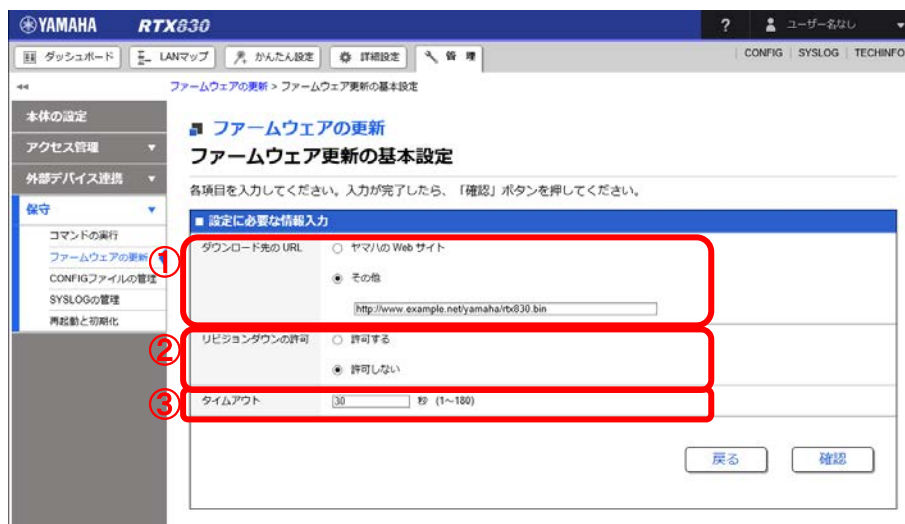 YAMAHA RTX830 ? ユーザー名なし
ダッシュボード LANマップ かんたん設定 詳細設定 管理 CONFIG SYSLOG TECHINFO
ファームウェアの更新 > ファームウェア更新の基本設定
本体の設定
アクセス管理
外部デバイス連携
保守
コマンドの実行
ファームウェアの更新
CONFIGファイルの管理
SYSLOGの管理
再起動と初期化
ファームウェアの更新
ファームウェア更新の基本設定
各項目を入力してください。入力が完了したら、「確認」ボタンを押してください。
■ 設定に必要な情報入力
① ダウンロード先の URL ヤマハの Web サイト
その他
http://www.example.net/yamaha/rtx830.bin
② リビジョンダウンの許可 許可する
許可しない
③ タイムアウト 30 秒 (1~180)
戻る 確認